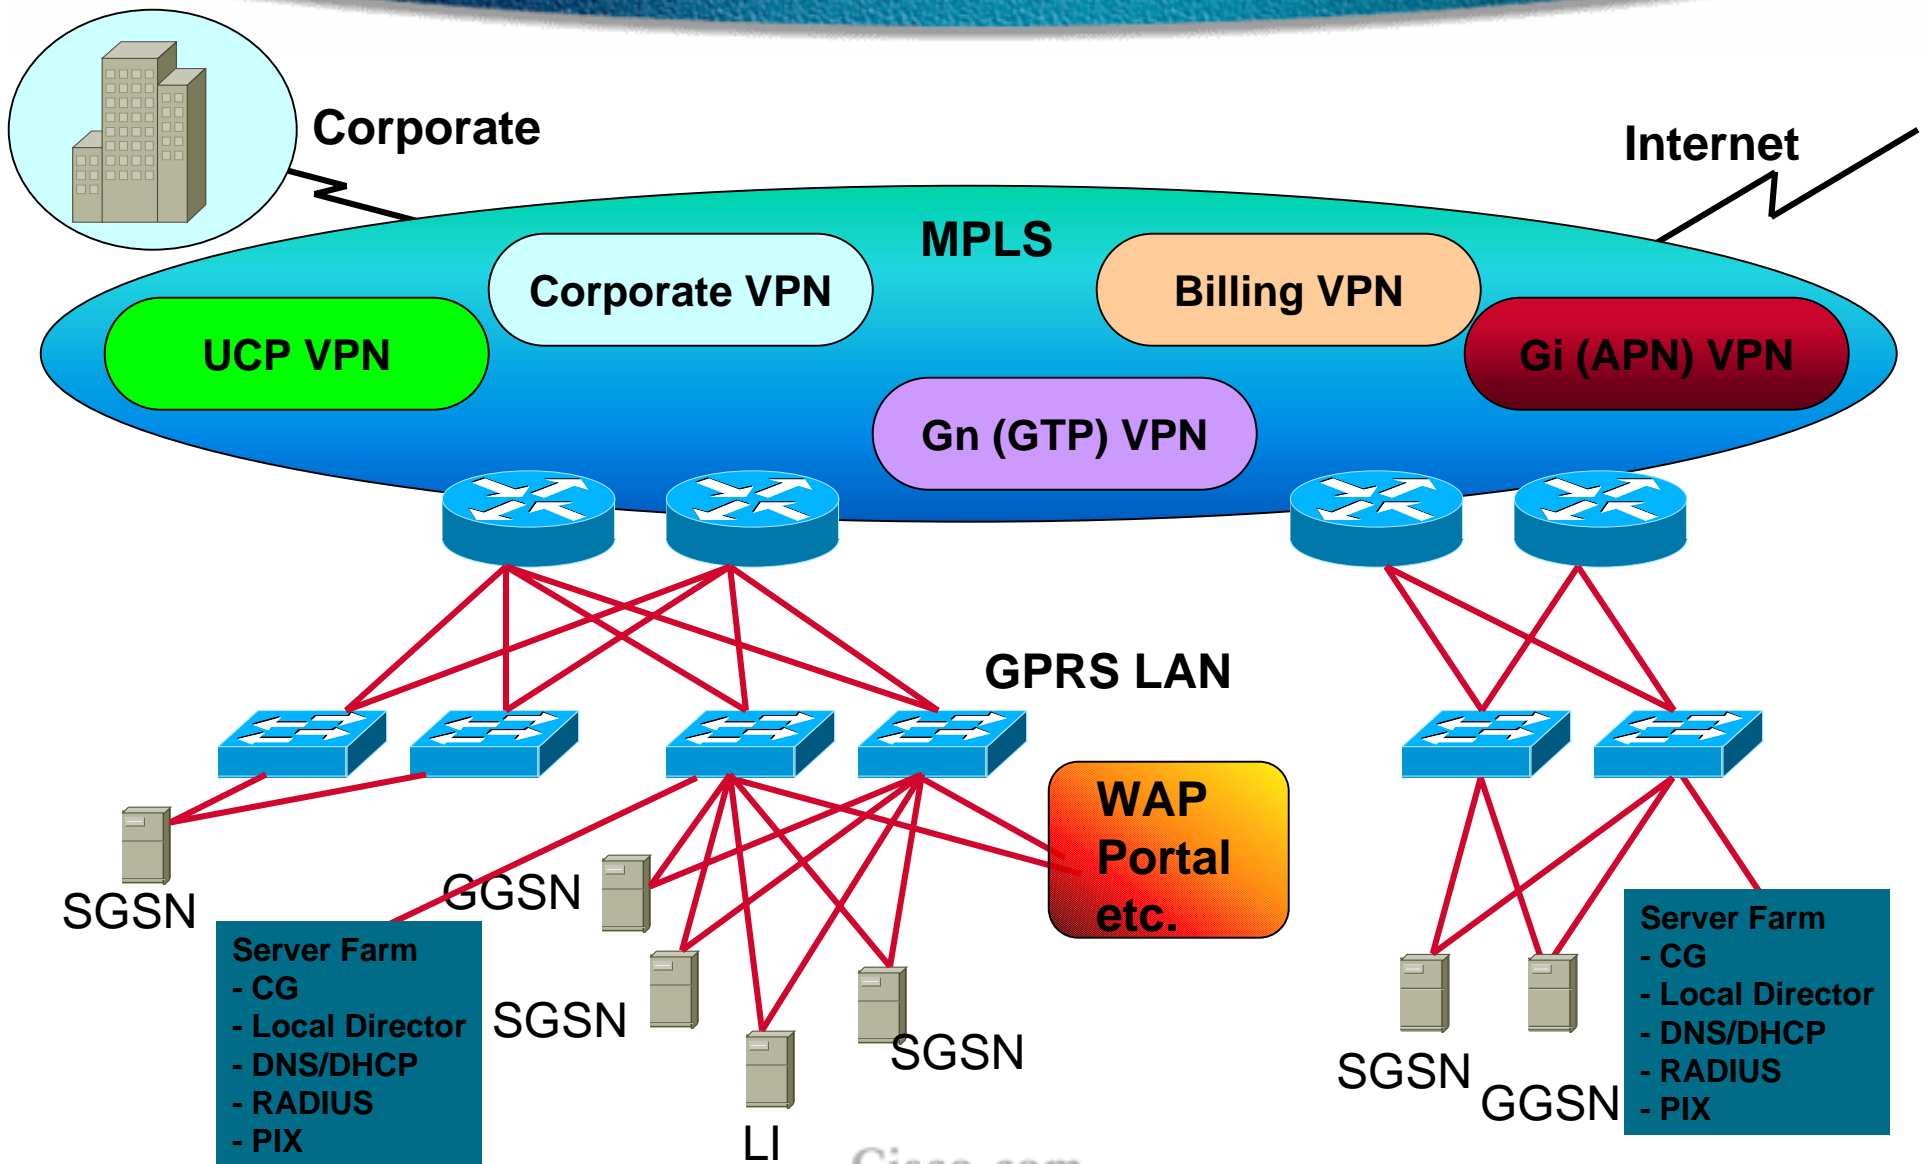 Corporate
Internet
MPLS
Corporate VPN
Billing VPN
UCP VPN
Gi (APN) VPN
Gn (GTP) VPN
GPRS LAN
WAP
Portal
etc.
SGSN
GGSN
Server Farm
- CG
- Local Director
- DNS/DHCP
- RADIUS
- PIX
SGSN
SGSN
LI
SGSN
GGSN
Server Farm
- CG
- Local Director
- DNS/DHCP
- RADIUS
- PIX
Cisco.com